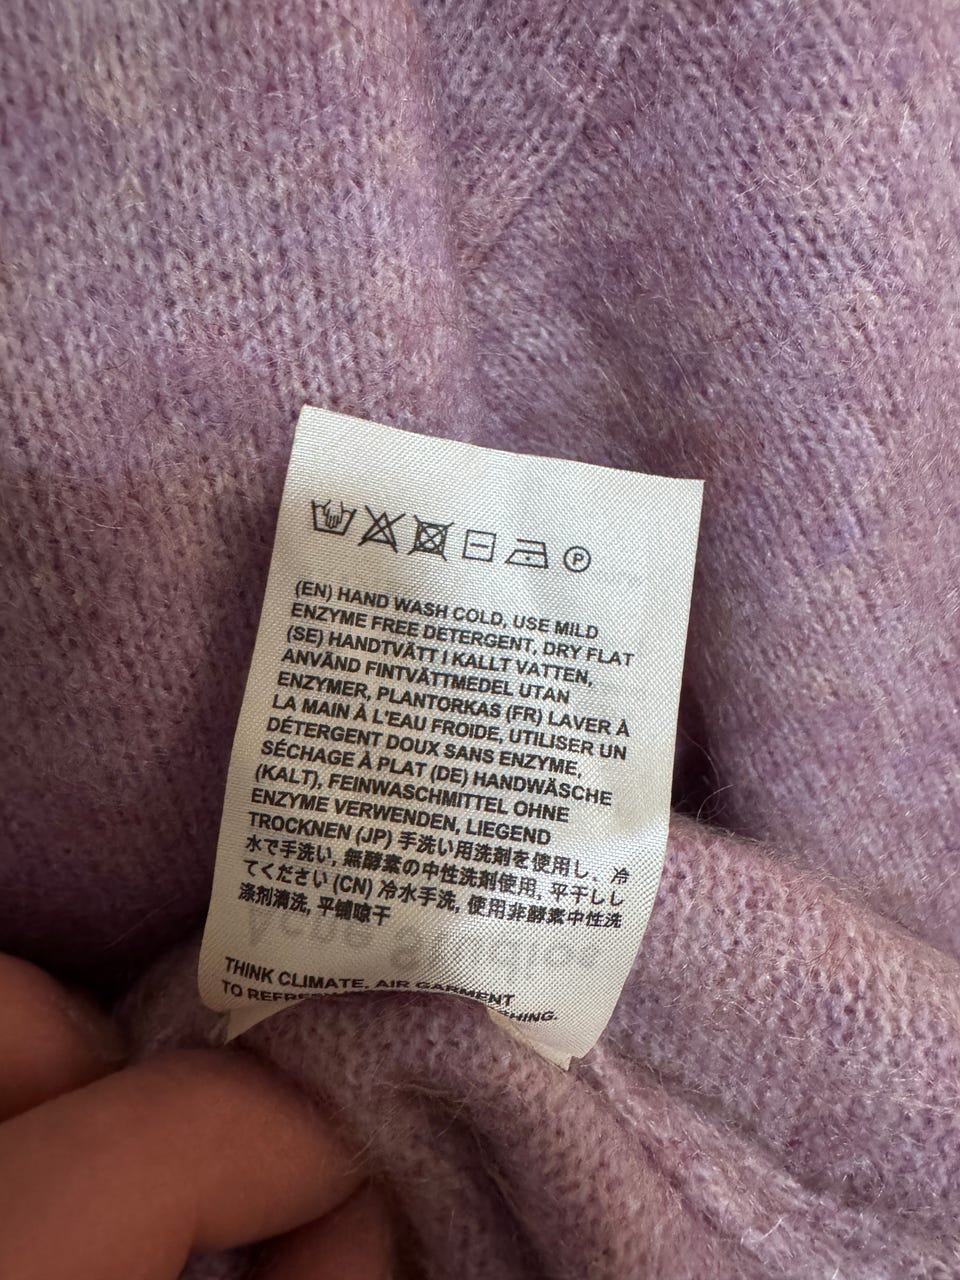 P
(EN) HAND WASH COLD, USE MILD
ENZYME FREE DETERGENT, DRY FLAT
(SE) HANDTVÄTT I KALLT VATTEN,
ANVÄND FINTVÄTTMEDEL UTAN
ENZYMER, PLANTORKAS (FR) LAVER À
LA MAIN À L'EAU FROIDE, UTILISER UN
DÉTERGENT DOUX SANS ENZYME,
SÉCHAGE À PLAT (DE) HANDWÄSCHE
(KALT), FEINWASCHMITTEL OHNE
ENZYME VERWENDEN, LIEGEND
TROCKNEN (JP) 手洗い用洗剤を使用し、冷
水で手洗い, 無酵素の中性洗剤使用, 平干しし
てください (CN) 冷水手洗, 使用非酵素中性洗
涤剂清洗, 平铺晾干
THINK CLIMATE, AIR GARMENT
TO REFRESH